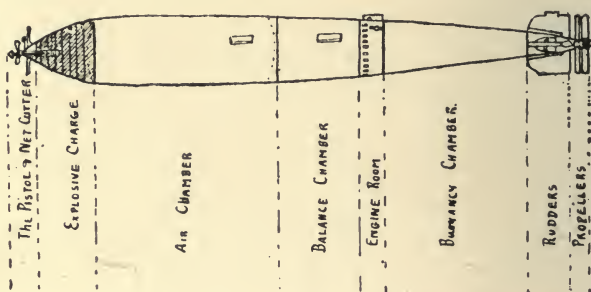 THE PISTOL & NET CUTTER
EXPLOSIVE CHARGE
AIR CHAMBER
BALANCE CHAMBER
ENGINE ROOM
BUOYANCY CHAMBER.
RUDDERS
PROPELLERS